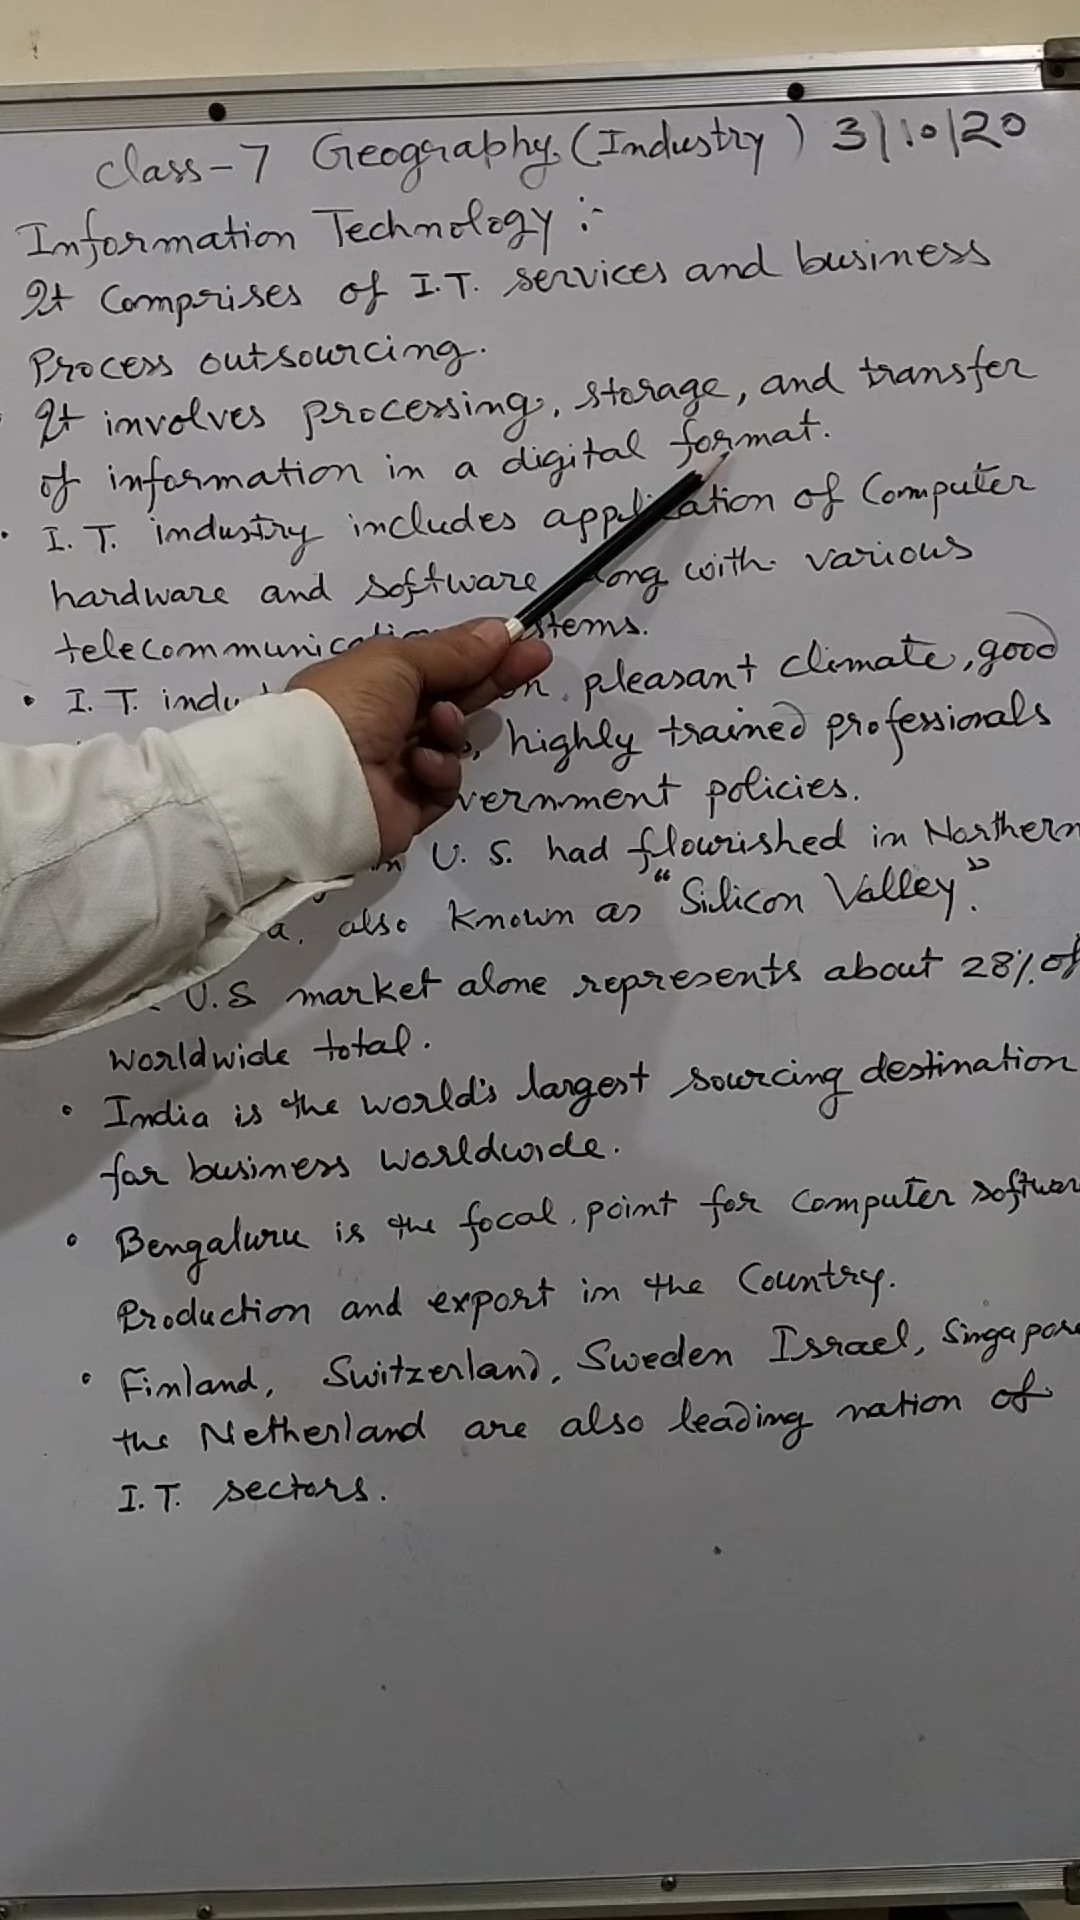 class-7 Geography (Industry) 3/10/20
Information Technology :-
It comprises of I.T. services and business
Process outsourcing.
• It involves processing, storage, and transfer
of information in a digital format.
• I.T. industry includes application of Computer
hardware and software along with various
telecommunication systems.
• I.T. pleasant climate, good
highly trained professionals
policies.
U.S. had flourished in Northern
also known as "Silicon Valley".
U.S market alone represents about 28% of
worldwide total.
• India is the world's largest sourcing destination
for business worldwide.
• Bengaluru is the focal point for computer
Production and export in the Country.
• Finland, Switzerland, Sweden Israel, Singapore
the Netherland are also leading nation of
I.T. sectors.